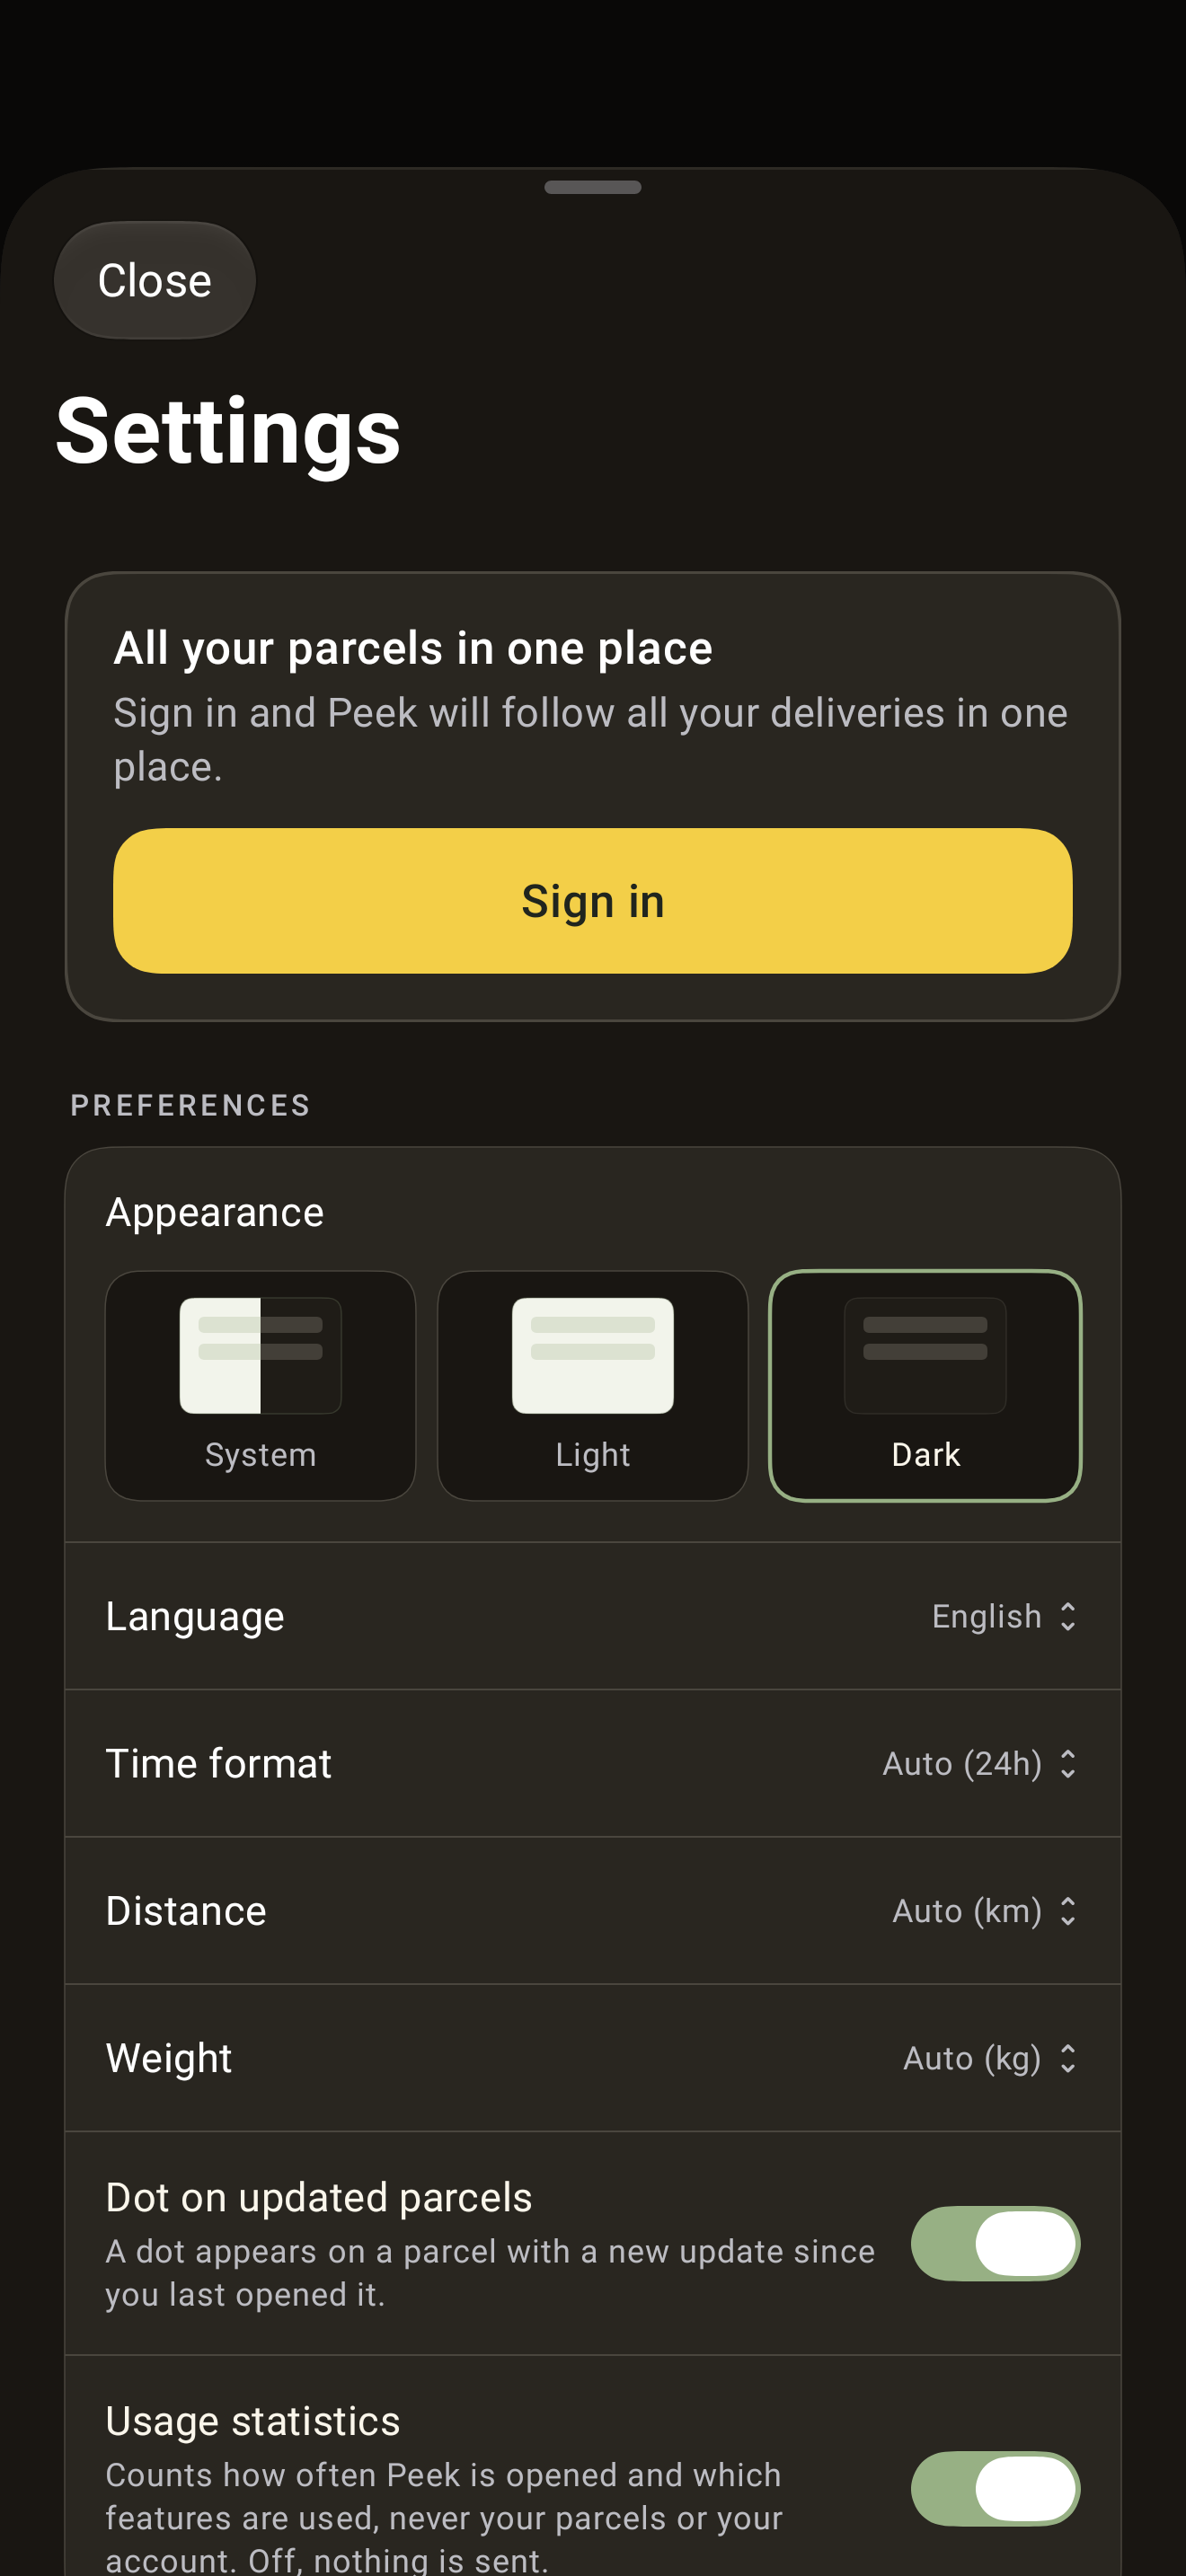 Close
Settings
All your parcels in one place
Sign in and Peek will follow all your deliveries in one
place.
Sign in
PREFERENCES
Appearance
System
Light
Dark
Language
English
Time format
Auto (24h)
Distance
Auto (km)
Weight
Auto (kg)
Dot on updated parcels
A dot appears on a parcel with a new update since
you last opened it.
Usage statistics
Counts how often Peek is opened and which
features are used, never your parcels or your
account. Off, nothing is sent.